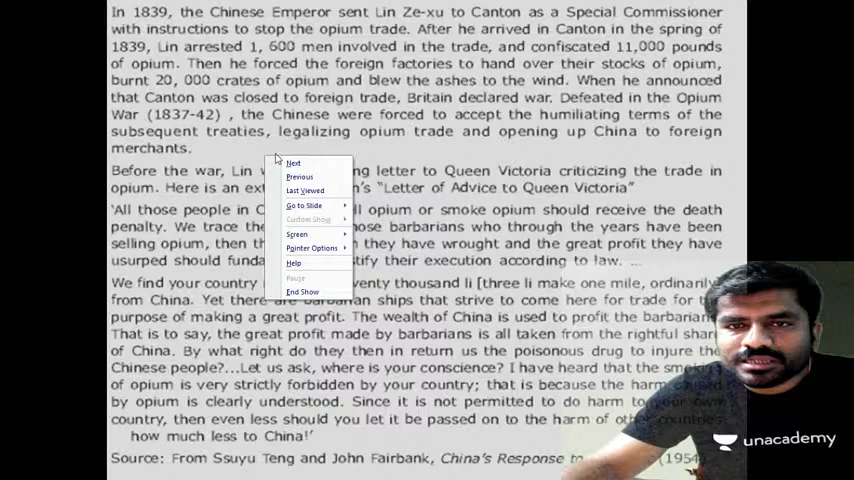 In 1839, the Chinese Emperor sent Lin Ze-xu to Canton as a Special Commissioner
with instructions to stop the opium trade. After he arrived in Canton in the spring of
1839, Lin arrested 1, 600 men involved in the trade, and confiscated 11,000 pounds
of opium. Then he forced the foreign factories to hand over their stocks of opium,
burnt 20, 000 crates of opium and blew the ashes to the wind. When he announced
that Canton was closed to foreign trade, Britain declared war. Defeated in the Opium
War (1837-42) , the Chinese were forced to accept the humiliating terms of the
subsequent treaties, legalizing opium trade and opening up China to foreign
merchants.
Before the war, Lin ng letter to Queen Victoria criticizing the trade in
opium. Here is an 's "Letter of Advice to Queen Victoria"
'All those people in opium or smoke opium should receive the death
penalty. We trace those barbarians who through the years have been
selling opium, then they have wrought and the great profit they have
usurped should their execution according to law. ...
We find your country thousand li [three li make one mile, ordinarily
from China. Yet there are barbarian ships that strive to come here for trade for
purpose of making a great profit. The wealth of China is used to profit the barbarian
That is to say, the great profit made by barbarians is all taken from the rightful share
of China. By what right do they then in return us the poisonous drug to injure the
Chinese people?...Let us ask, where is your conscience? I have heard that the smoking
of opium is very strictly forbidden by your country; that is because the harm caused
by opium is clearly understood. Since it is not permitted to do harm to your own
country, then even less should you let it be passed on to the harm of other countries
how much less to China!'
Source: From Ssuyu Teng and John Fairbank, China's Response to (1954)
Next
Previous
Last Viewed
Go to Slide
Custom Show
Screen
Pointer Options
Help
Pause
End Show
unacademy